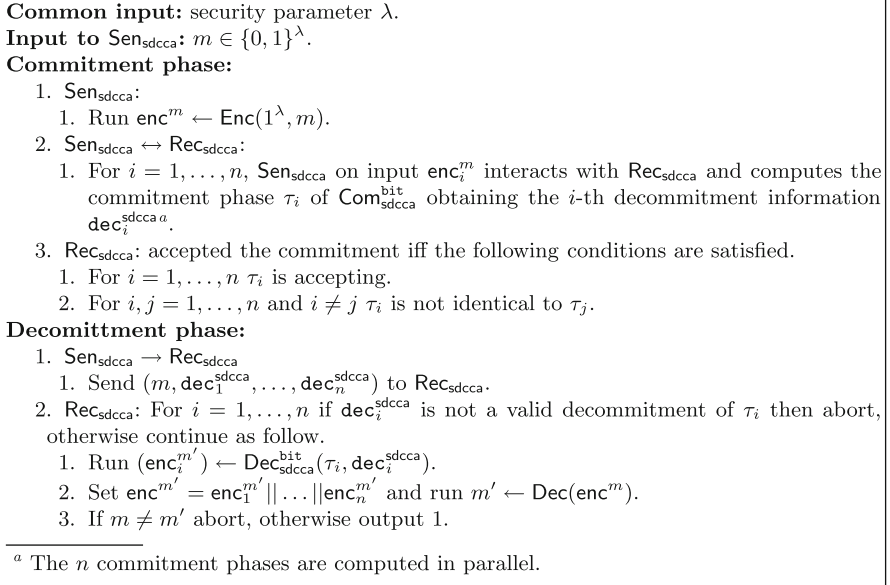 Common input: security parameter λ.
Input to Sen_sdcca: m ∈ {0, 1}^λ.
Commitment phase:
1. Sen_sdcca:
1. Run enc^m ← Enc(1^λ, m).
2. Sen_sdcca ↔ Rec_sdcca:
1. For i = 1, . . . , n, Sen_sdcca on input enc_i^m interacts with Rec_sdcca and computes the
commitment phase τ_i of Com_sdcca^bit obtaining the i-th decommitment information
dec_i^sdcca a.
3. Rec_sdcca: accepted the commitment iff the following conditions are satisfied.
1. For i = 1, . . . , n τ_i is accepting.
2. For i, j = 1, . . . , n and i ≠ j τ_i is not identical to τ_j.
Decomittment phase:
1. Sen_sdcca → Rec_sdcca
1. Send (m, dec_1^sdcca, . . . , dec_n^sdcca) to Rec_sdcca.
2. Rec_sdcca: For i = 1, . . . , n if dec_i^sdcca is not a valid decommitment of τ_i then abort,
otherwise continue as follow.
1. Run (enc_i^m′) ← Dec_sdcca^bit(τ_i, dec_i^sdcca).
2. Set enc^m′ = enc_1^m′|| . . . ||enc_n^m′ and run m′ ← Dec(enc^m).
3. If m ≠ m′ abort, otherwise output 1.
a The n commitment phases are computed in parallel.